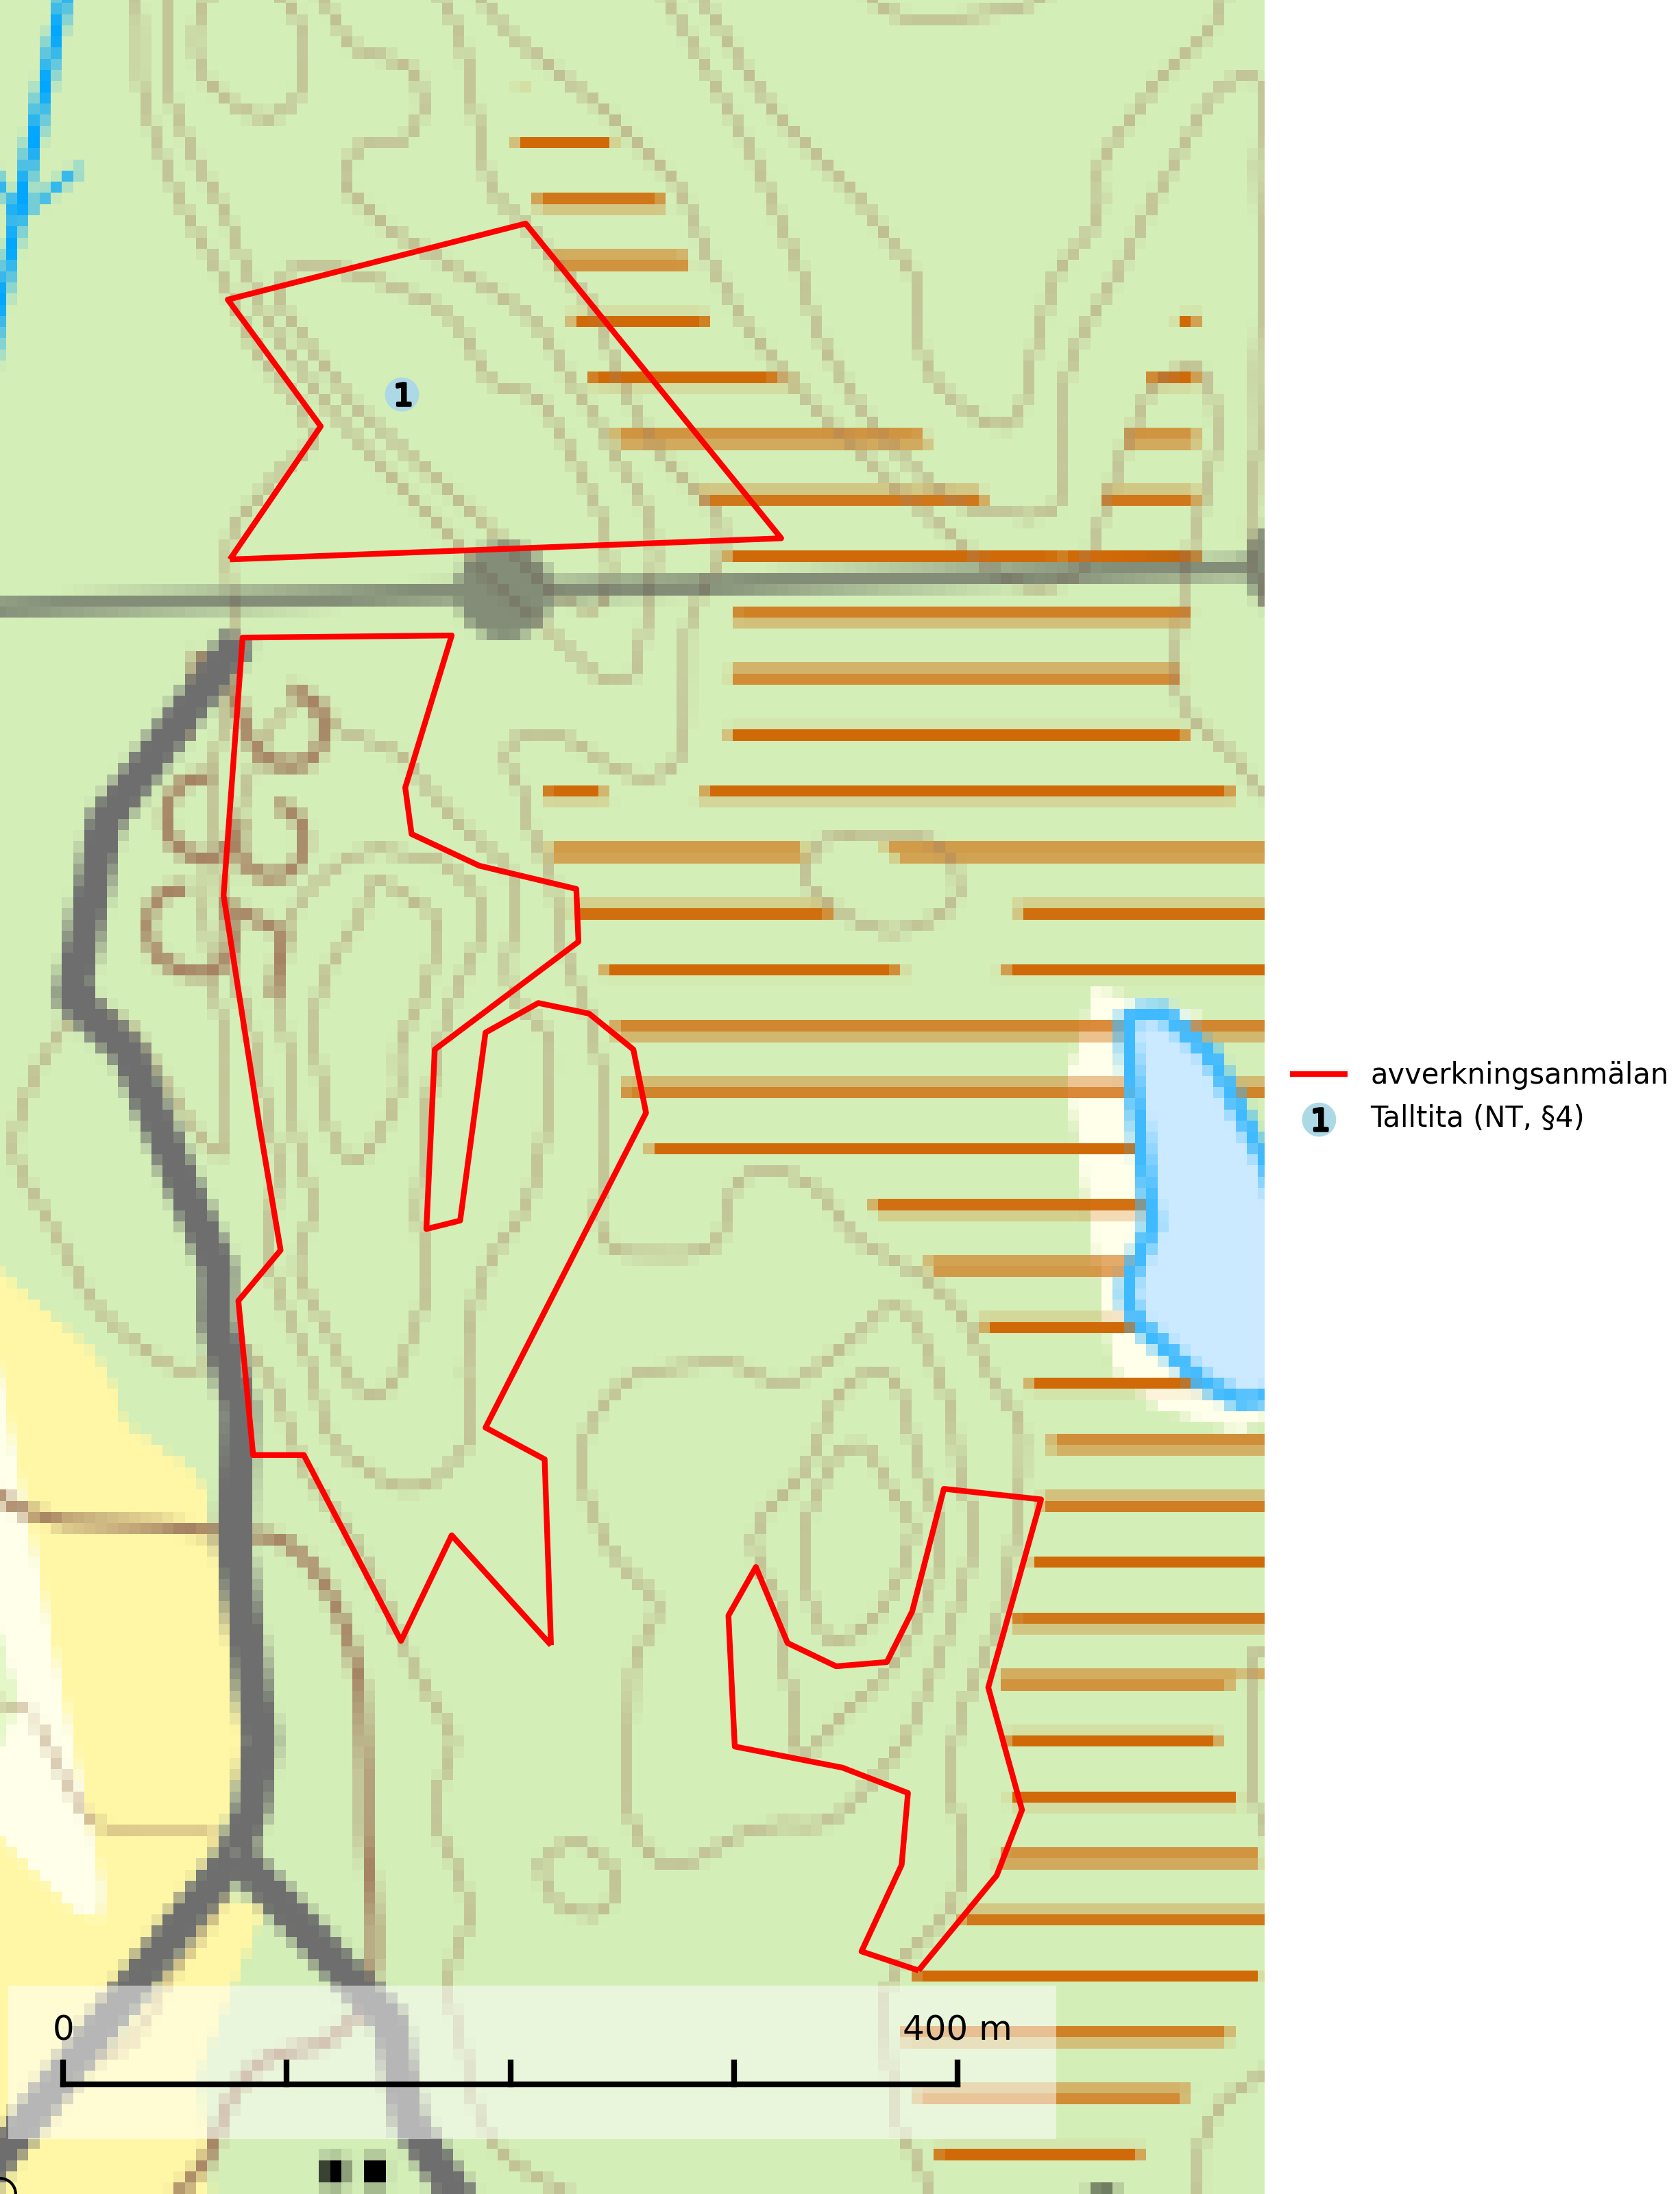 1
avverkningsanmälan
1 Talltita (NT, §4)
0 400 m